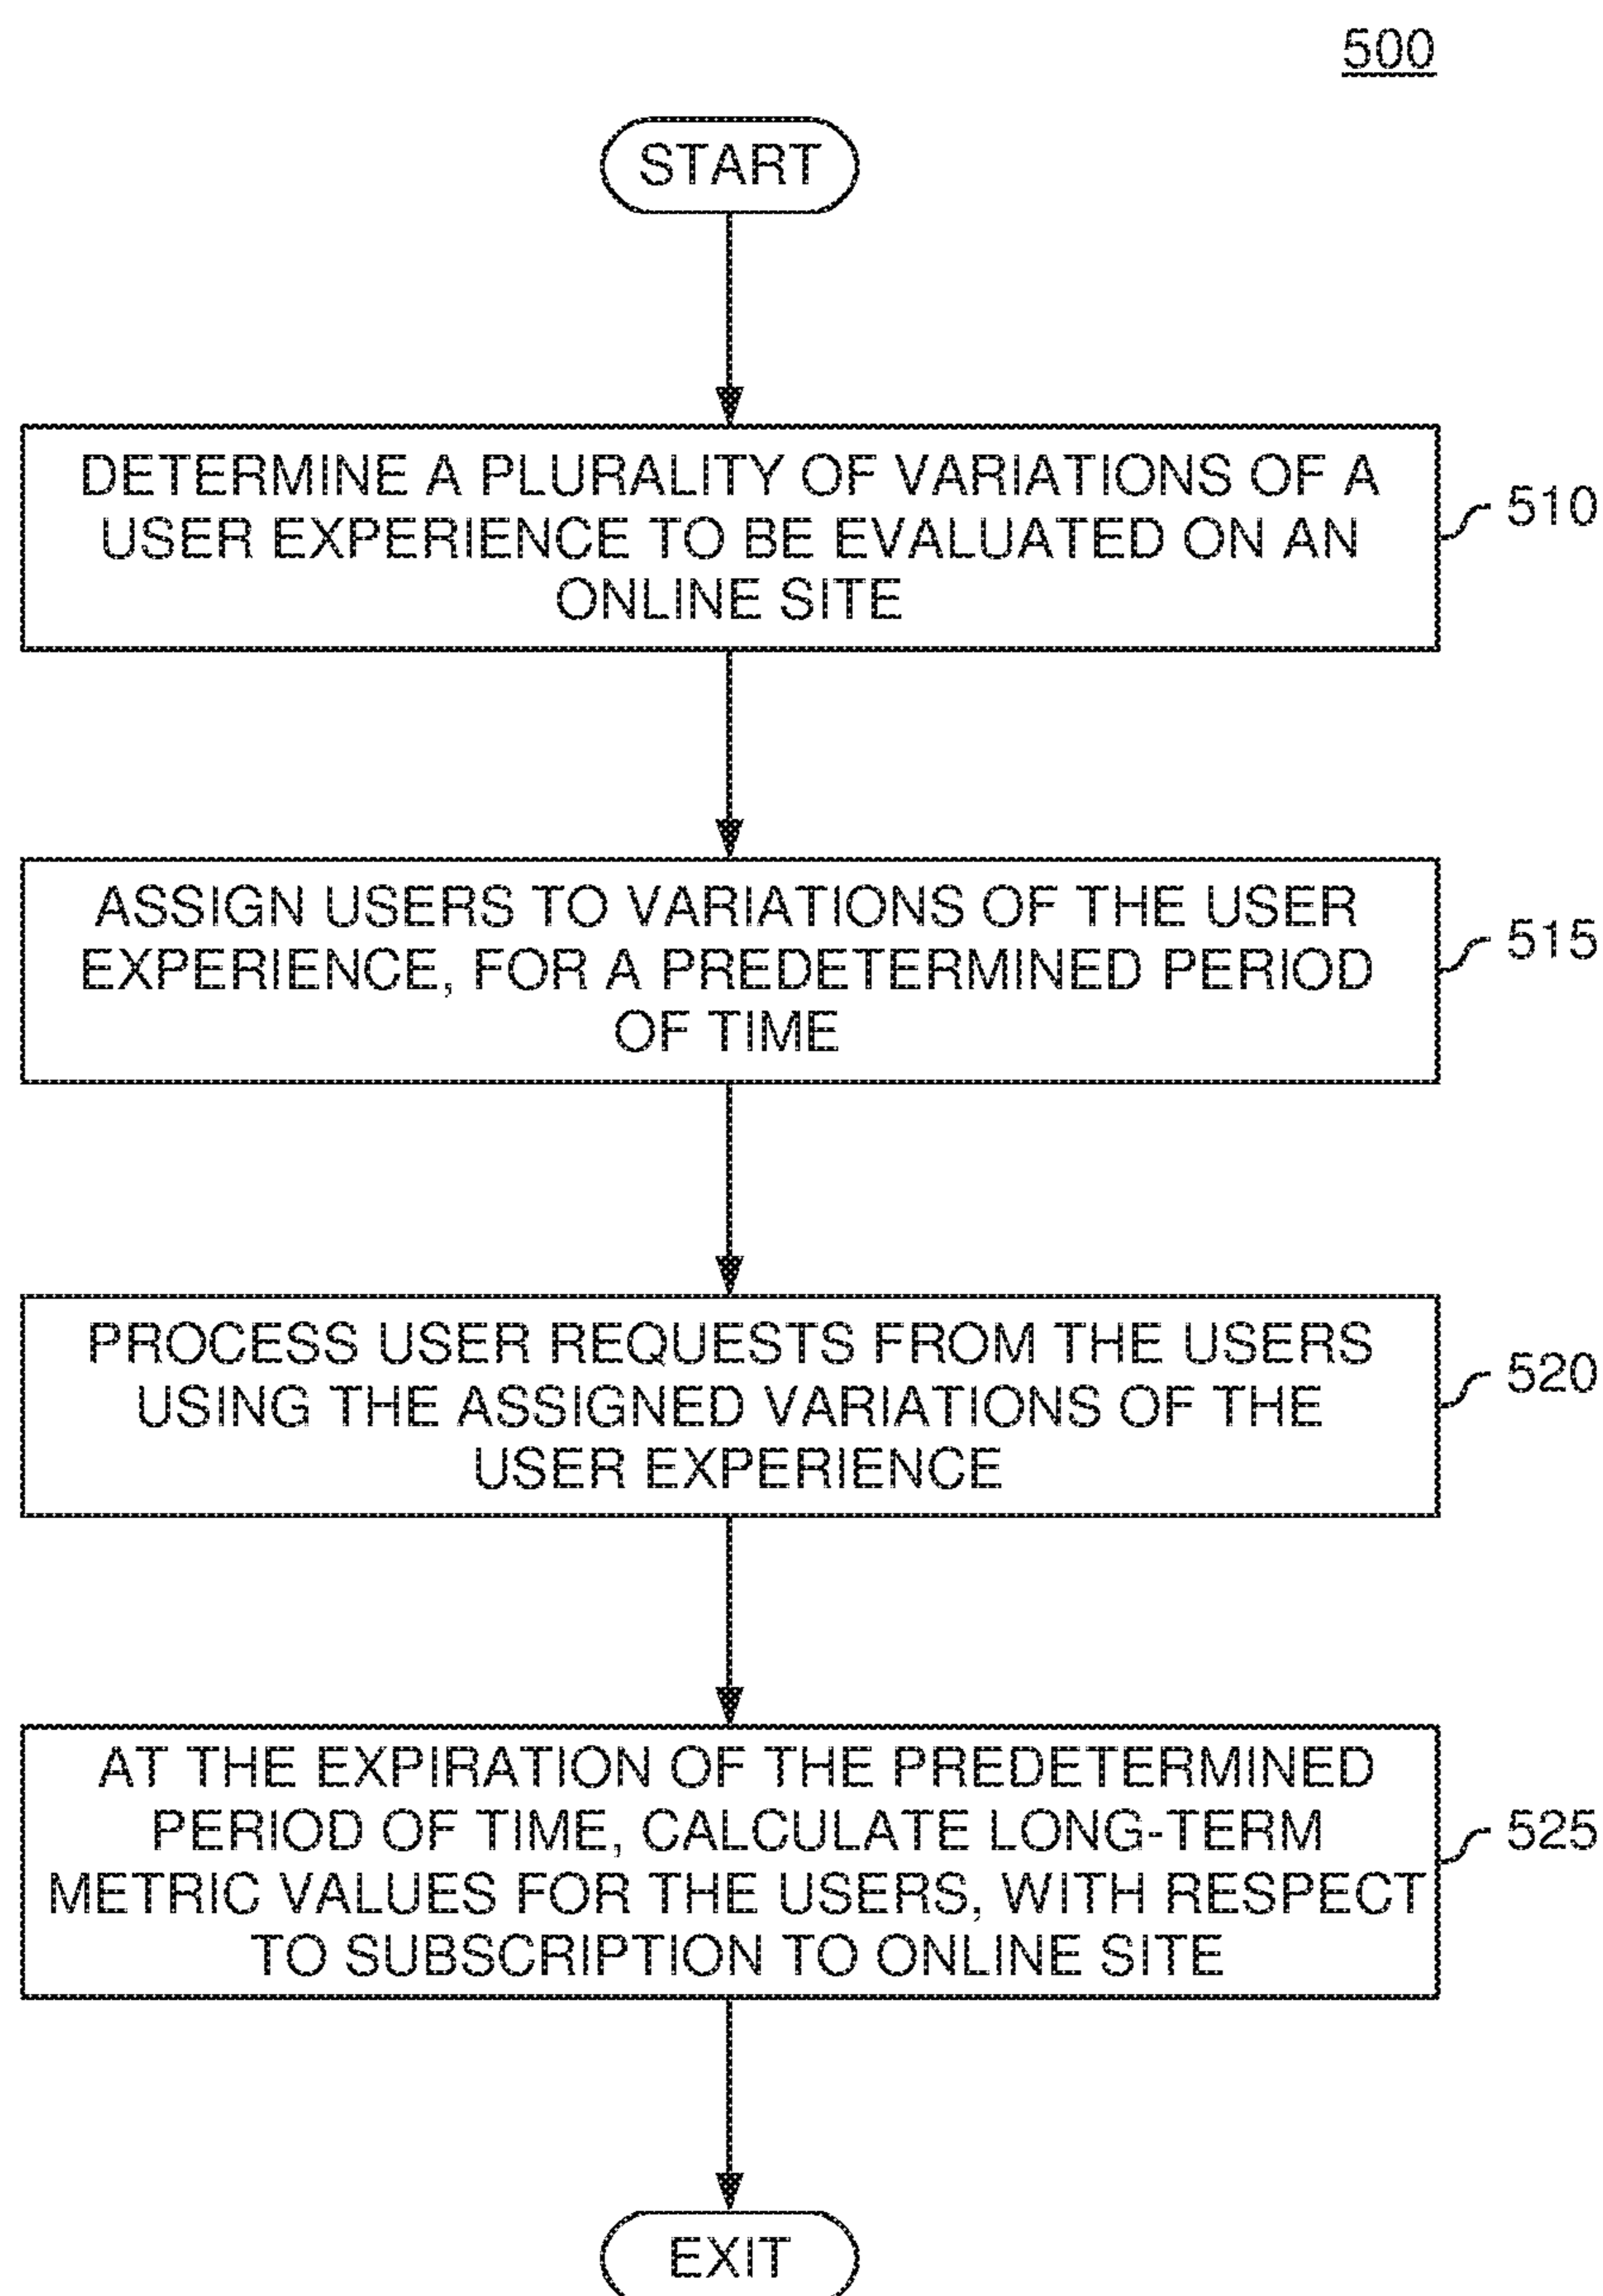 500
START
DETERMINE A PLURALITY OF VARIATIONS OF A
USER EXPERIENCE TO BE EVALUATED ON AN
ONLINE SITE
510
ASSIGN USERS TO VARIATIONS OF THE USER
EXPERIENCE, FOR A PREDETERMINED PERIOD
OF TIME
515
PROCESS USER REQUESTS FROM THE USERS
USING THE ASSIGNED VARIATIONS OF THE
USER EXPERIENCE
520
AT THE EXPIRATION OF THE PREDETERMINED
PERIOD OF TIME, CALCULATE LONG-TERM
METRIC VALUES FOR THE USERS, WITH RESPECT
TO SUBSCRIPTION TO ONLINE SITE
525
EXIT